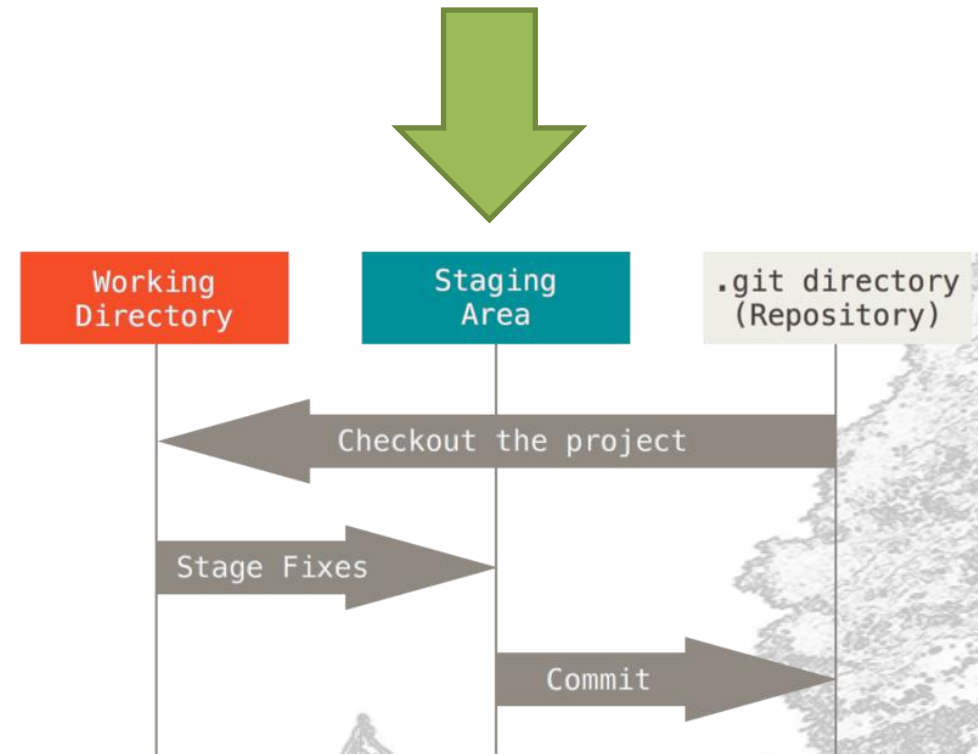 Working
Directory
Staging
Area
.git directory
(Repository)
Checkout the project
Stage Fixes
Commit